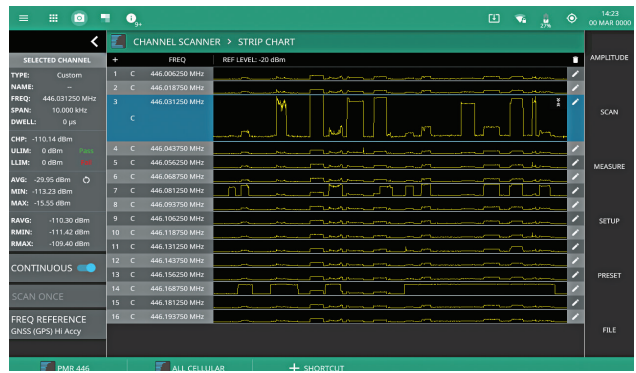 9+
27%
14:23
00 MAR 0000
CHANNEL SCANNER > STRIP CHART
SELECTED CHANNEL
TYPE: Custom
NAME: --
FREQ: 446.031250 MHz
SPAN: 10.000 kHz
DWELL: 0 µs
CHP: -110.14 dBm
ULIM: 0 dBm Pass
LLIM: 0 dBm
AVG: -29.95 dBm
MIN: -113.23 dBm
MAX: -15.55 dBm
RAVG: -110.30 dBm
RMIN: -111.42 dBm
RMAX: -109.40 dBm
CONTINUOUS
SCAN ONCE
FREQ REFERENCE
GNSS (GPS) Hi Accy
+ FREQ REF LEVEL: -20 dBm
1 C 446.006250 MHz
2 C 446.018750 MHz
3 C 446.031250 MHz
4 C 446.043750 MHz
5 C 446.056250 MHz
6 C 446.068750 MHz
7 C 446.081250 MHz
8 C 446.093750 MHz
9 C 446.106250 MHz
10 C 446.118750 MHz
11 C 446.131250 MHz
12 C 446.143750 MHz
13 C 446.156250 MHz
14 C 446.168750 MHz
15 C 446.181250 MHz
16 C 446.193750 MHz
AMPLITUDE
SCAN
MEASURE
SETUP
PRESET
FILE
PMR 446
ALL CELLULAR
+ SHORTCUT